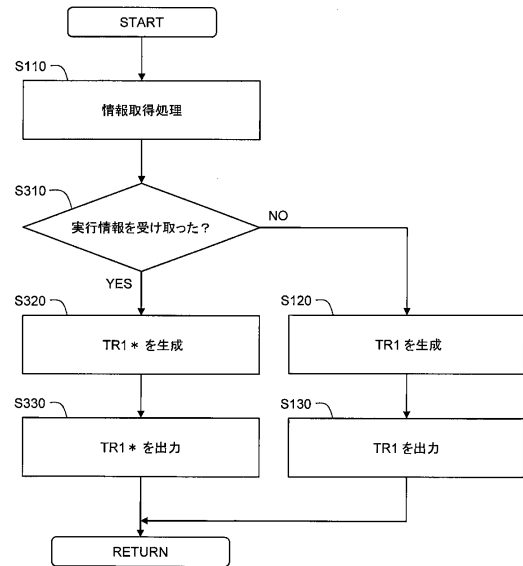 START
S110
情報取得処理
S310
実行情報を受け取った？
NO
YES
S320
TR1＊を生成
S120
TR1を生成
S330
TR1＊を出力
S130
TR1を出力
RETURN